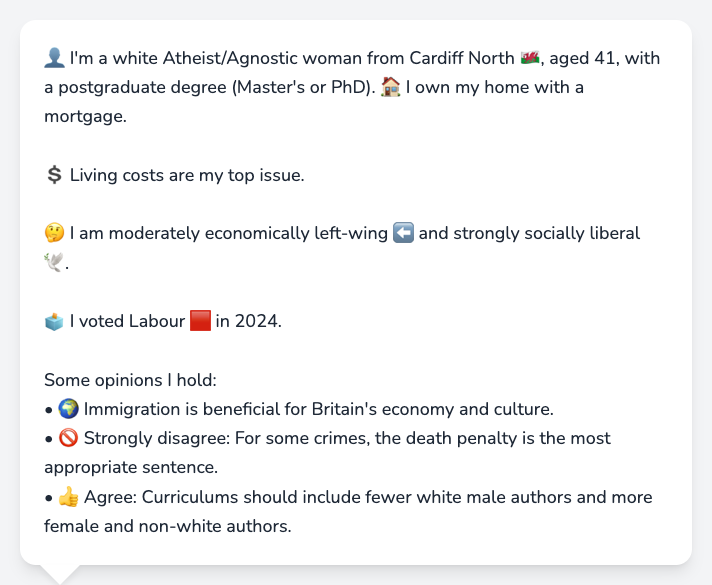 👤 I'm a white Atheist/Agnostic woman from Cardiff North 🏴󠁧󠁢󠁷󠁬󠁳󠁿, aged 41, with
a postgraduate degree (Master's or PhD). 🏠 I own my home with a
mortgage.
💲 Living costs are my top issue.
🤔 I am moderately economically left-wing ⬅️ and strongly socially liberal
🕊️.
🗳️ I voted Labour 🟥 in 2024.
Some opinions I hold:
• 🌍 Immigration is beneficial for Britain's economy and culture.
• 🚫 Strongly disagree: For some crimes, the death penalty is the most
appropriate sentence.
• 👍 Agree: Curriculums should include fewer white male authors and more
female and non-white authors.